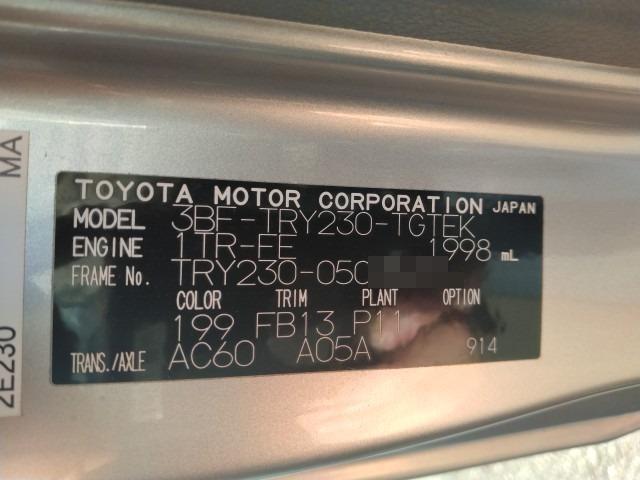 TOYOTA MOTOR CORPORATION JAPAN
MODEL 3BF-TRY230-TGTEK
ENGINE 1TR-FE 1998 mL
FRAME No. TRY230-050
COLOR TRIM PLANT OPTION
199 FB13 P11
TRANS./AXLE AC60 A05A 914
MA
2E230